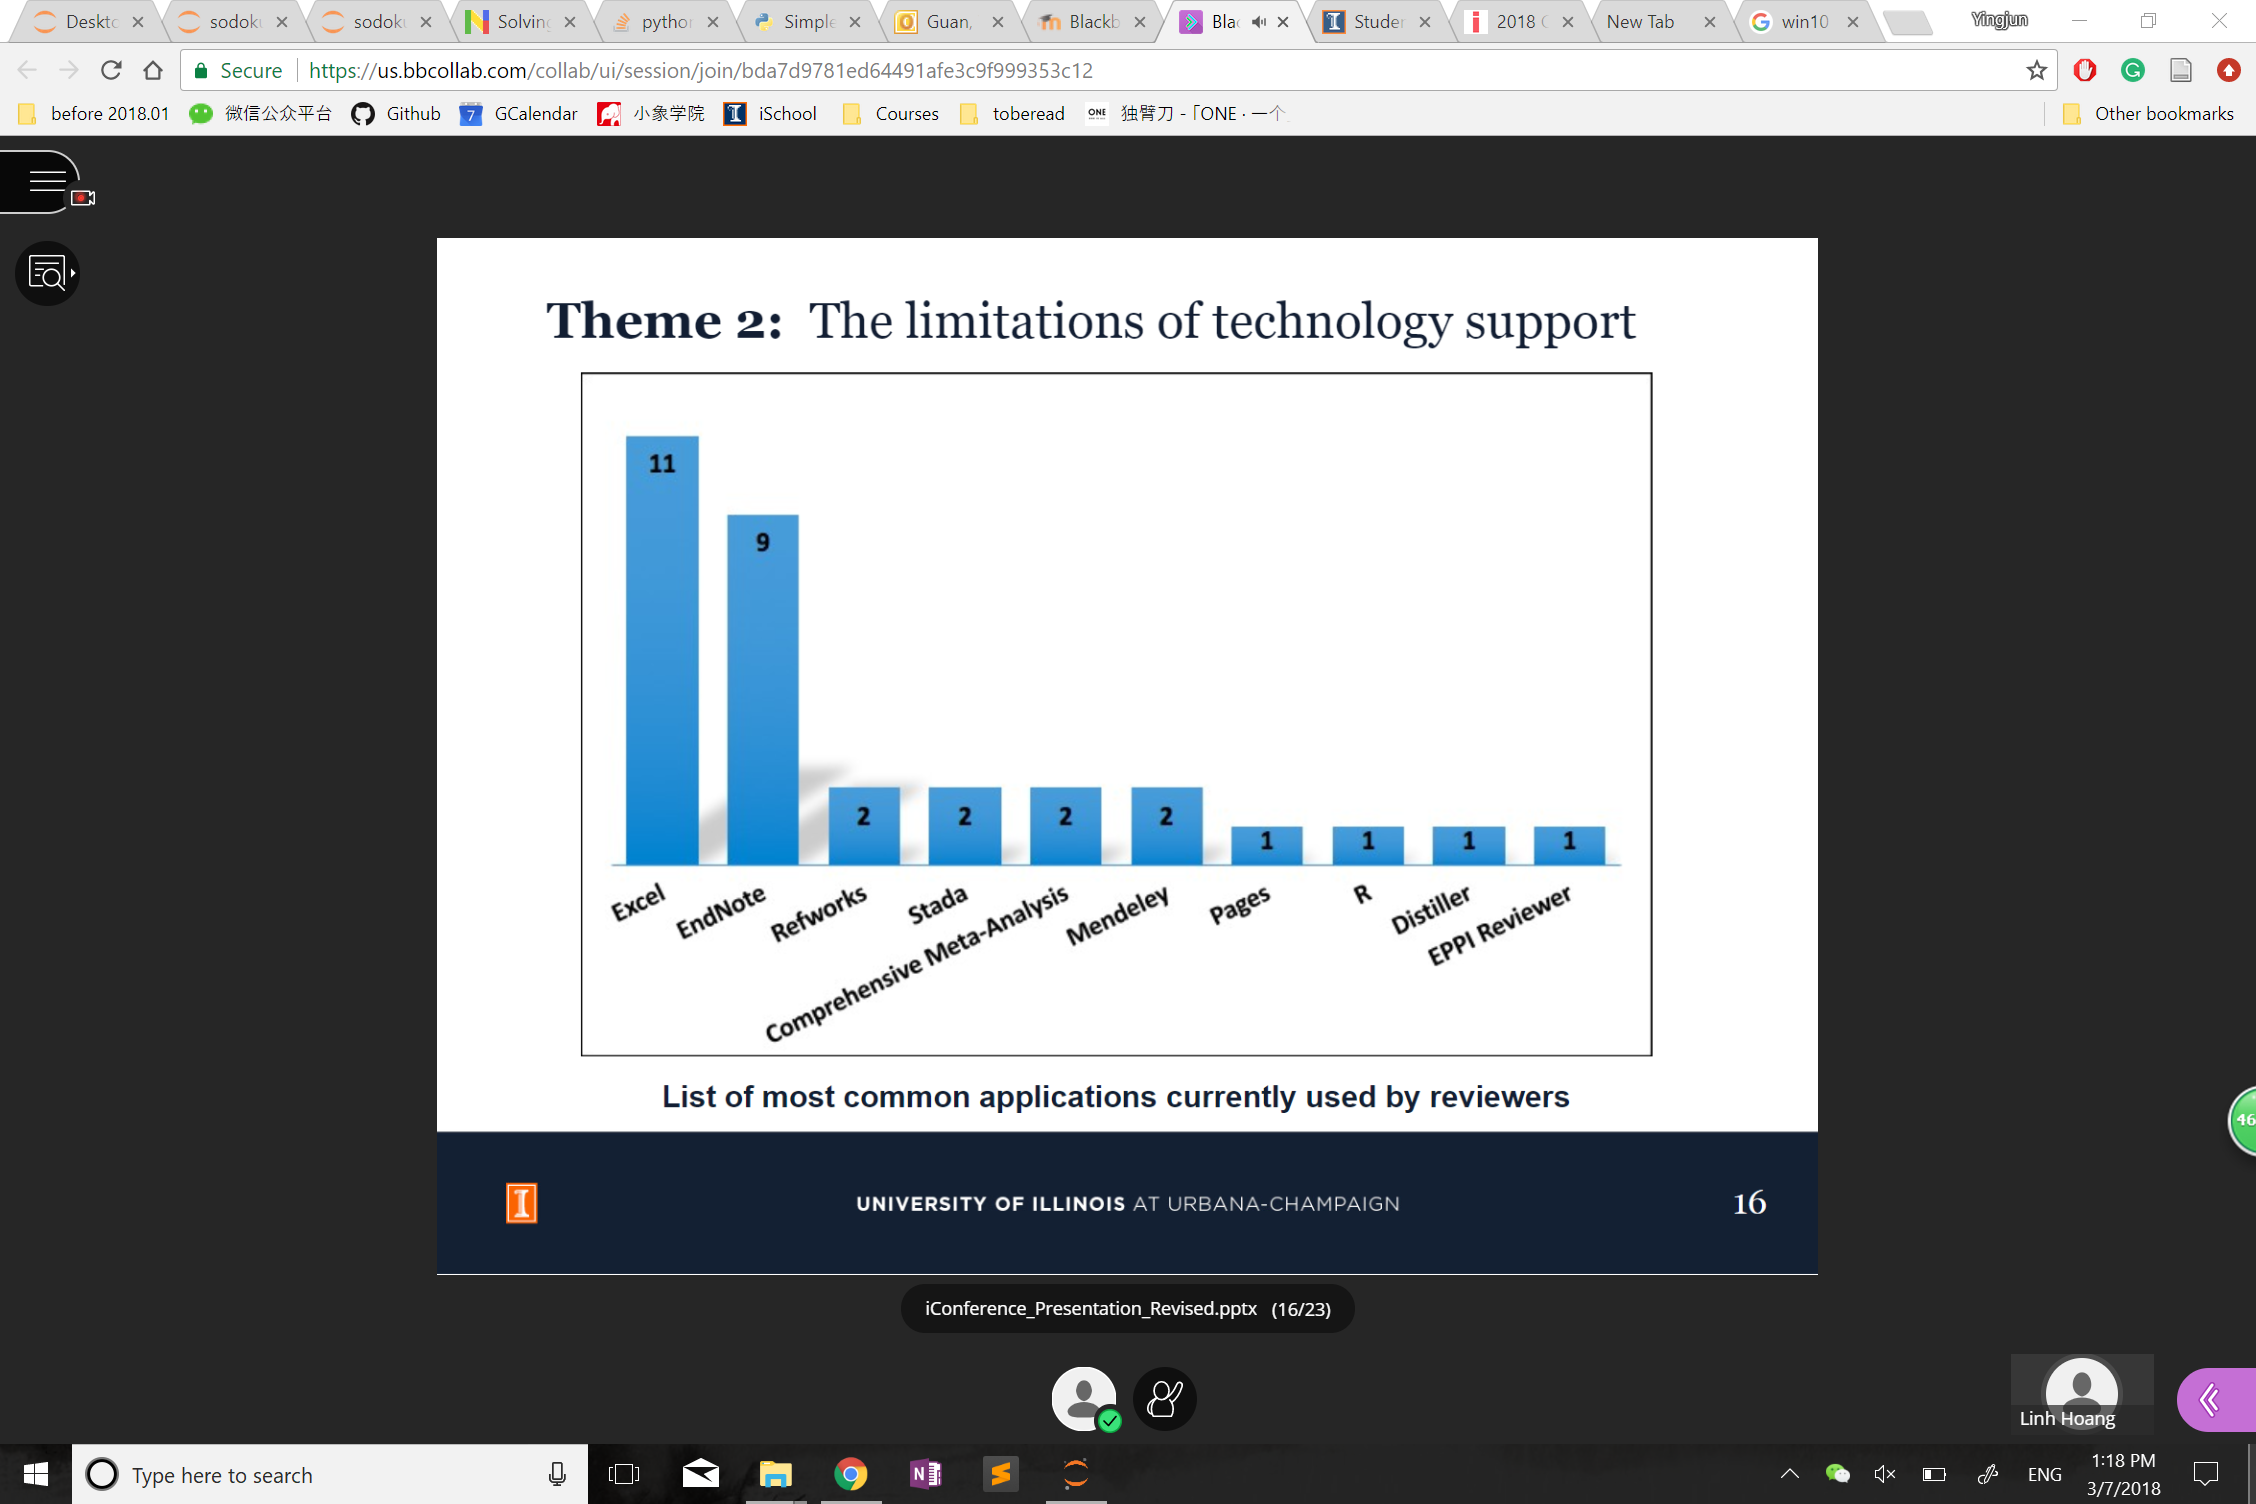 Deskto
sodoku
sodoku
Solving
python
Simple
Guan,
Blackb
Bla
Studen
2018
New Tab
win10
Yingjun
Secure
https://us.bbcollab.com/collab/ui/session/join/bda7d9781ed64491afe3c9f999353c12
before 2018.01
微信公众平台
Github
7
GCalendar
小象学院
iSchool
Courses
toberead
ONE
独臂刀 -「ONE · 一个
Other bookmarks
Theme 2: The limitations of technology support
11
9
2
2
2
2
1
1
1
1
Excel
EndNote
Refworks
Stada
Comprehensive Meta-Analysis
Mendeley
Pages
R
Distiller
EPPI Reviewer
List of most common applications currently used by reviewers
UNIVERSITY OF ILLINOIS AT URBANA-CHAMPAIGN
16
46
iConference_Presentation_Revised.pptx (16/23)
Linh Hoang
Type here to search
ENG
1:18 PM
3/7/2018